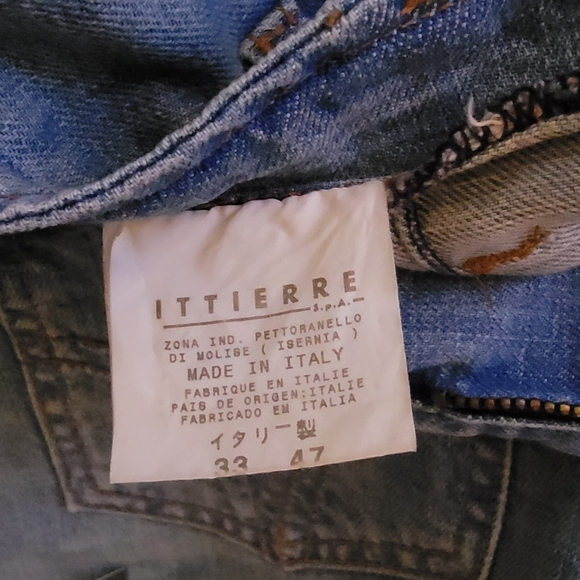 ITTIERRE
S.p.A.
ZONA IND. PETTORANELLO
DI MOLISE ( ISERNIA )
MADE IN ITALY
FABRIQUE EN ITALIE
PAIS DE ORIGEN:ITALIE
FABRICADO EM ITALIA
イタリー製
33 47